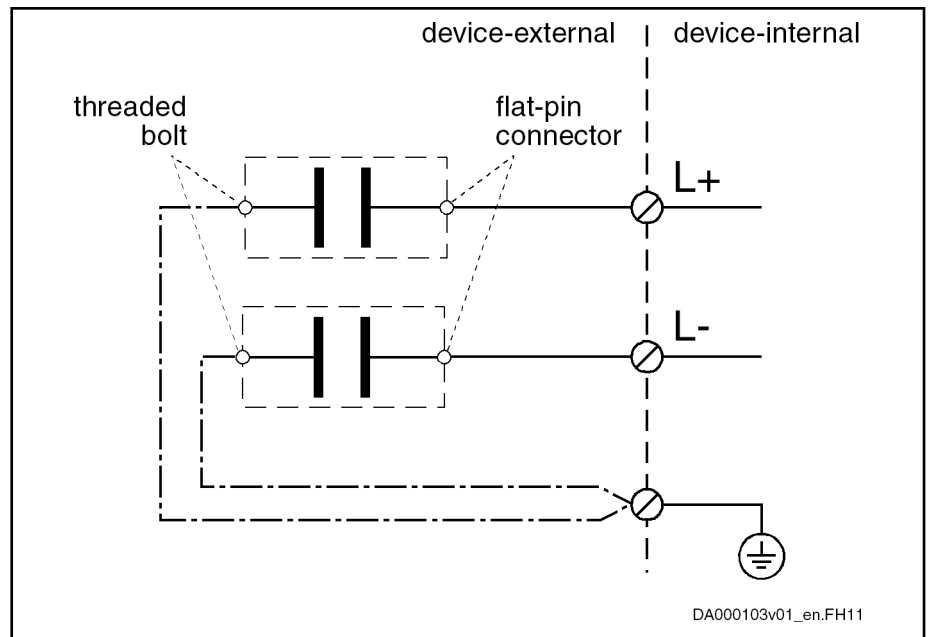 device-external
device-internal
threaded
bolt
flat-pin
connector
L+
L-
DA000103v01_en.FH11